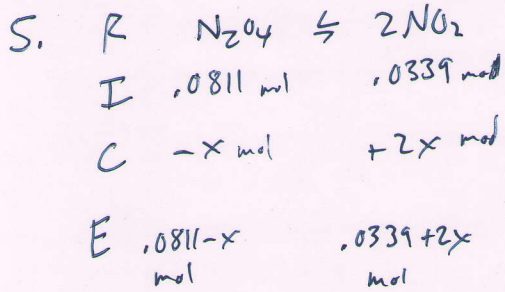 5. R N₂O₄ ⇆ 2NO₂
I .0811 mol .0339 mol
C -x mol +2x mol
E .0811-x .0339+2x
mol mol